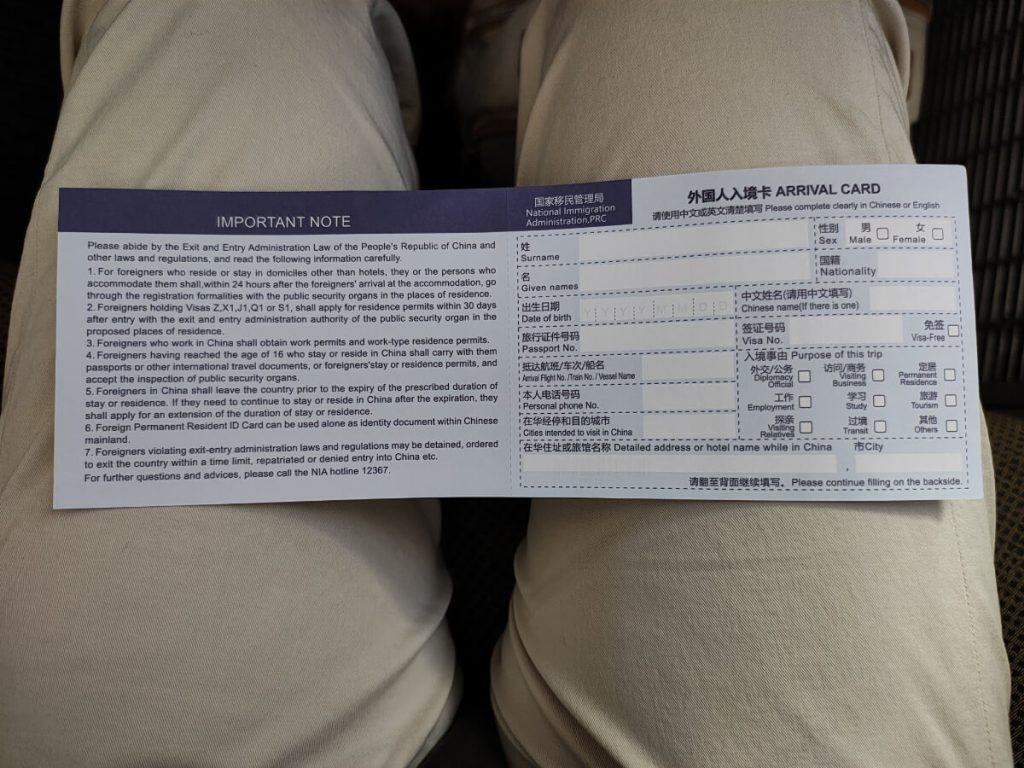 IMPORTANT NOTE
Please abide by the Exit and Entry Administration Law of the People's Republic of China and
other laws and regulations, and read the following information carefully.
1. For foreigners who reside or stay in domiciles other than hotels, they or the persons who
accommodate them shall,within 24 hours after the foreigners' arrival at the accommodation, go
through the registration formalities with the public security organs in the places of residence.
2. Foreigners holding Visas Z,X1,J1,Q1 or S1, shall apply for residence permits within 30 days
after entry with the exit and entry administration authority of the public security organ in the
proposed places of residence.
3. Foreigners who work in China shall obtain work permits and work-type residence permits.
4. Foreigners having reached the age of 16 who stay or reside in China shall carry with them
passports or other international travel documents, or foreigners'stay or residence permits, and
accept the inspection of public security organs.
5. Foreigners in China shall leave the country prior to the expiry of the prescribed duration of
stay or residence. If they need to continue to stay or reside in China after the expiration, they
shall apply for an extension of the duration of stay or residence.
6. Foreign Permanent Resident ID Card can be used alone as identity document within Chinese
mainland.
7. Foreigners violating exit-entry administration laws and regulations may be detained, ordered
to exit the country within a time limit, repatriated or denied entry into China etc.
For further questions and advices, please call the NIA hotline 12367.
国家移民管理局
National Immigration
Administration,PRC
外国人入境卡 ARRIVAL CARD
请使用中文或英文清楚填写 Please complete clearly in Chinese or English
姓
Surname
性别
Sex
男
Male
女
Female
名
Given names
国籍
Nationality
出生日期
Date of birth
Y Y Y Y M M D D
中文姓名(请用中文填写)
Chinese name(If there is one)
旅行证件号码
Passport No.
签证号码
Visa No.
免签
Visa-Free
抵达航班/车次/船名
Arrival Flight No. /Train No. / Vessel Name
入境事由 Purpose of this trip
外交/公务
Diplomacy
Official
访问/商务
Visiting
Business
定居
Permanent
Residence
本人电话号码
Personal phone No.
工作
Employment
学习
Study
旅游
Tourism
在华经停和目的城市
Cities intended to visit in China
探亲
Visiting
Relatives
过境
Transit
其他
Others
在华住址或旅馆名称 Detailed address or hotel name while in China
市City
请翻至背面继续填写。 Please continue filling on the backside.